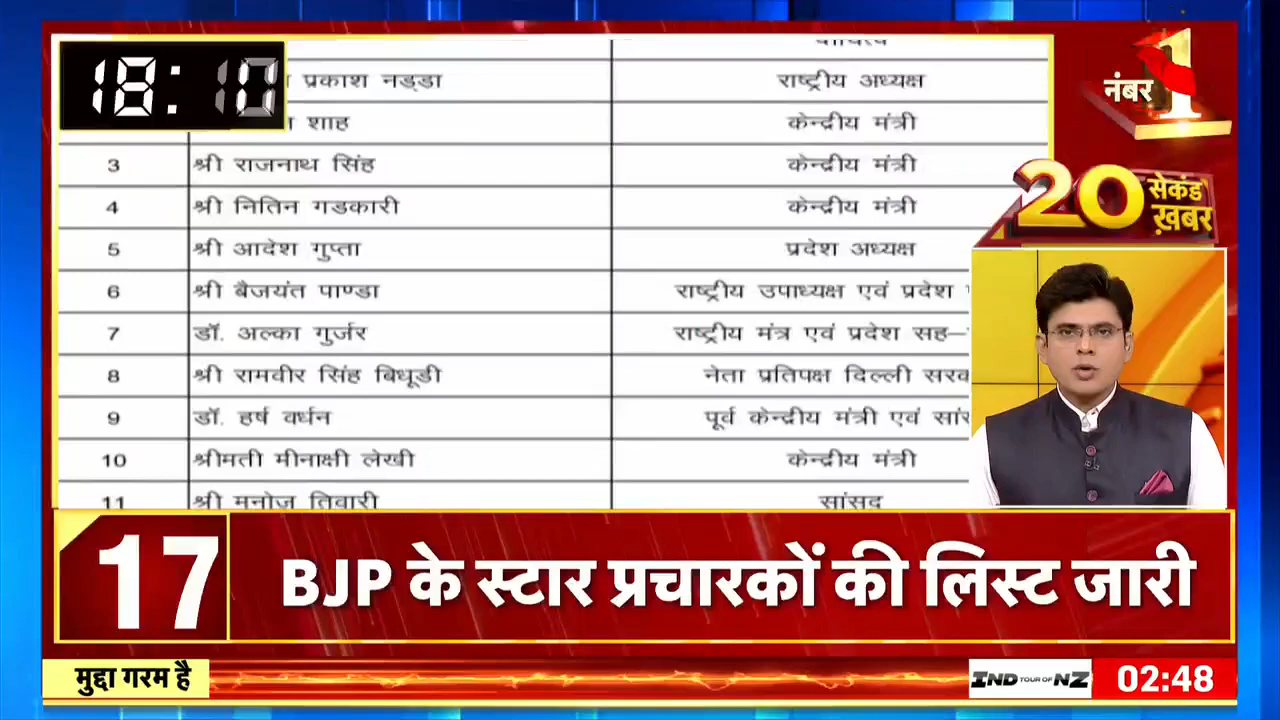 18:10
दायित्व
प्रकाश नड्डा राष्ट्रीय अध्यक्ष
शाह केन्द्रीय मंत्री
3 श्री राजनाथ सिंह केन्द्रीय मंत्री
4 श्री नितिन गडकारी केन्द्रीय मंत्री
5 श्री आदेश गुप्ता प्रदेश अध्यक्ष
6 श्री बैजयंत पाण्डा राष्ट्रीय उपाध्यक्ष एवं प्रदेश
7 डॉ. अल्का गुर्जर राष्ट्रीय मंत्र एवं प्रदेश सह-
8 श्री रामवीर सिंह बिधूडी नेता प्रतिपक्ष दिल्ली
9 डॉ. हर्ष वर्धन पूर्व केन्द्रीय मंत्री एवं
10 श्रीमती मीनाक्षी लेखी केन्द्रीय मंत्री
11 श्री मनोज तिवारी सांसद
नंबर 1
20 सेकंड ख़बर
17 BJP के स्टार प्रचारकों की लिस्ट जारी
मुद्दा गरम है
IND TOUR OF NZ
02:48